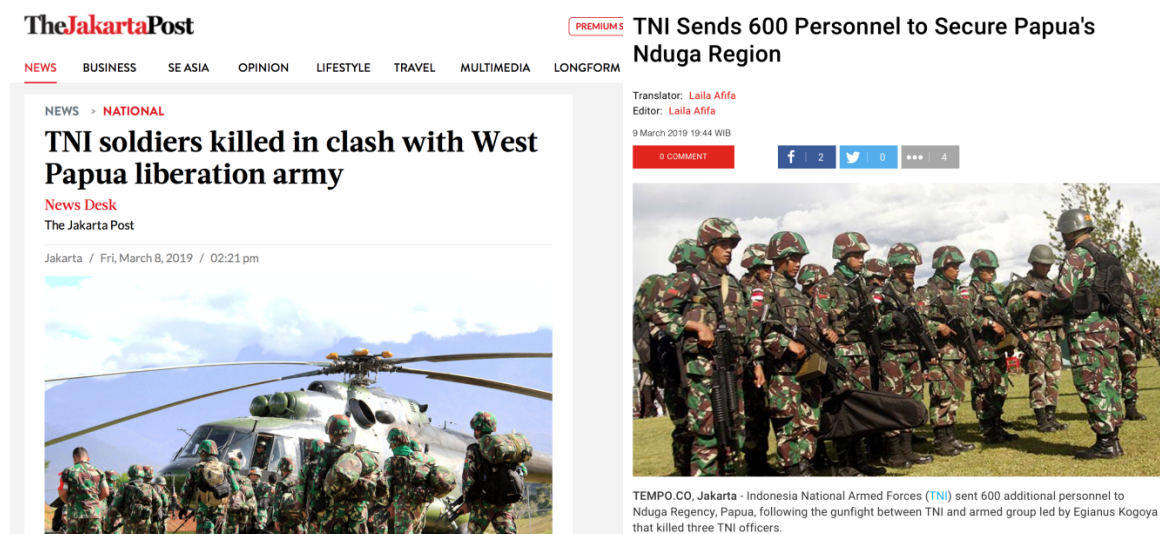 TheJakartaPost
PREMIUM S
NEWS BUSINESS SE ASIA OPINION LIFESTYLE TRAVEL MULTIMEDIA LONGFORM
NEWS > NATIONAL
TNI soldiers killed in clash with West
Papua liberation army
News Desk
The Jakarta Post
Jakarta / Fri, March 8, 2019 / 02:21 pm
TNI Sends 600 Personnel to Secure Papua's
Nduga Region
Translator: Laila Afifa
Editor: Laila Afifa
9 March 2019 19:44 WIB
0 COMMENT
f 2
0
••• 4
TEMPO.CO, Jakarta - Indonesia National Armed Forces (TNI) sent 600 additional personnel to
Nduga Regency, Papua, following the gunfight between TNI and armed group led by Egianus Kogoya
that killed three TNI officers.